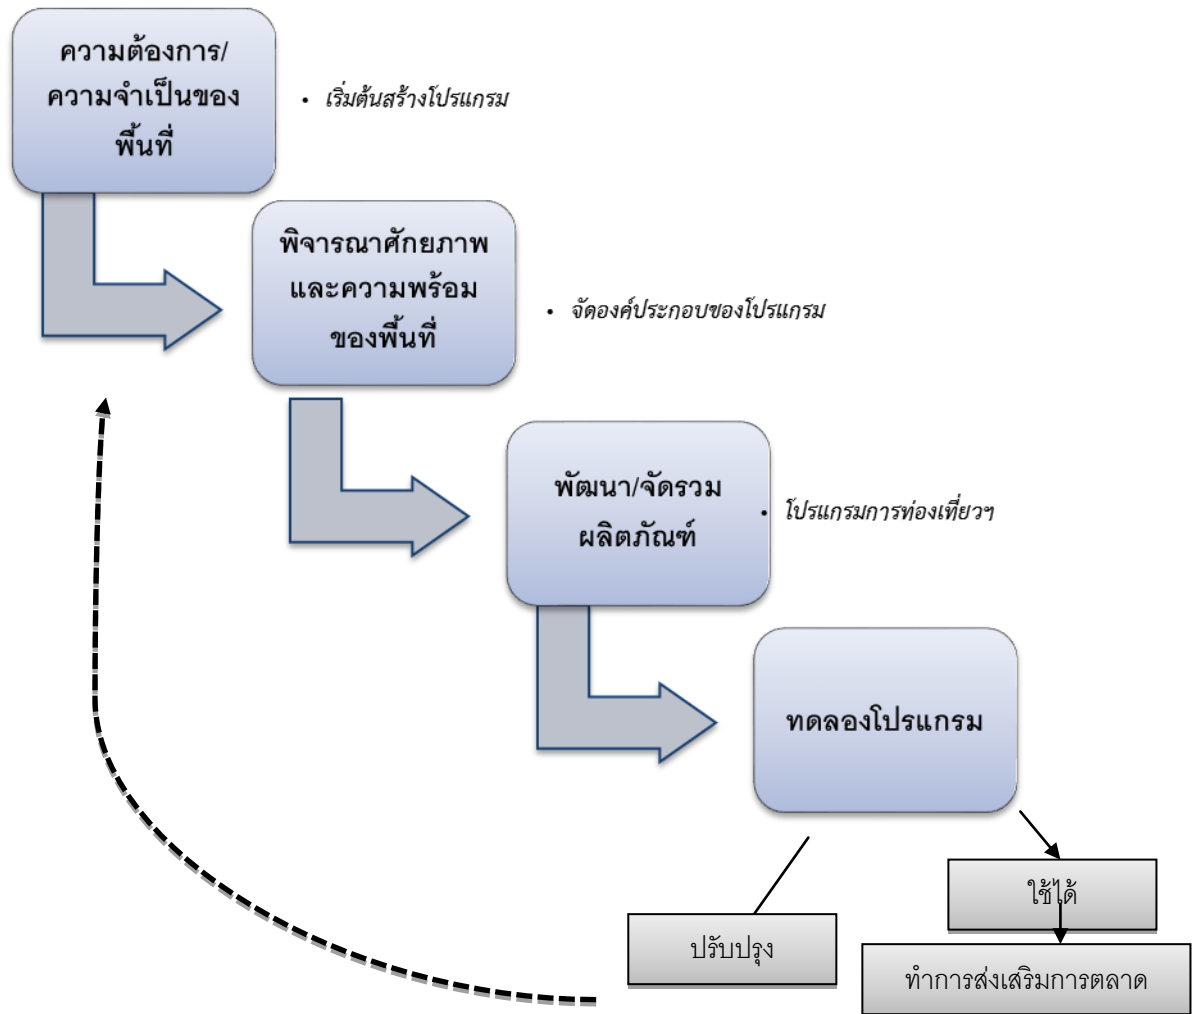 ความต้องการ/
ความจำเป็นของ
พื้นที่
• เริ่มต้นสร้างโปรแกรม
พิจารณาศักยภาพ
และความพร้อม
ของพื้นที่
• จัดองค์ประกอบของโปรแกรม
พัฒนา/จัดรวม
ผลิตภัณฑ์
• โปรแกรมการท่องเที่ยวฯ
ทดลองโปรแกรม
ใช้ได้
ปรับปรุง
ทำการส่งเสริมการตลาด